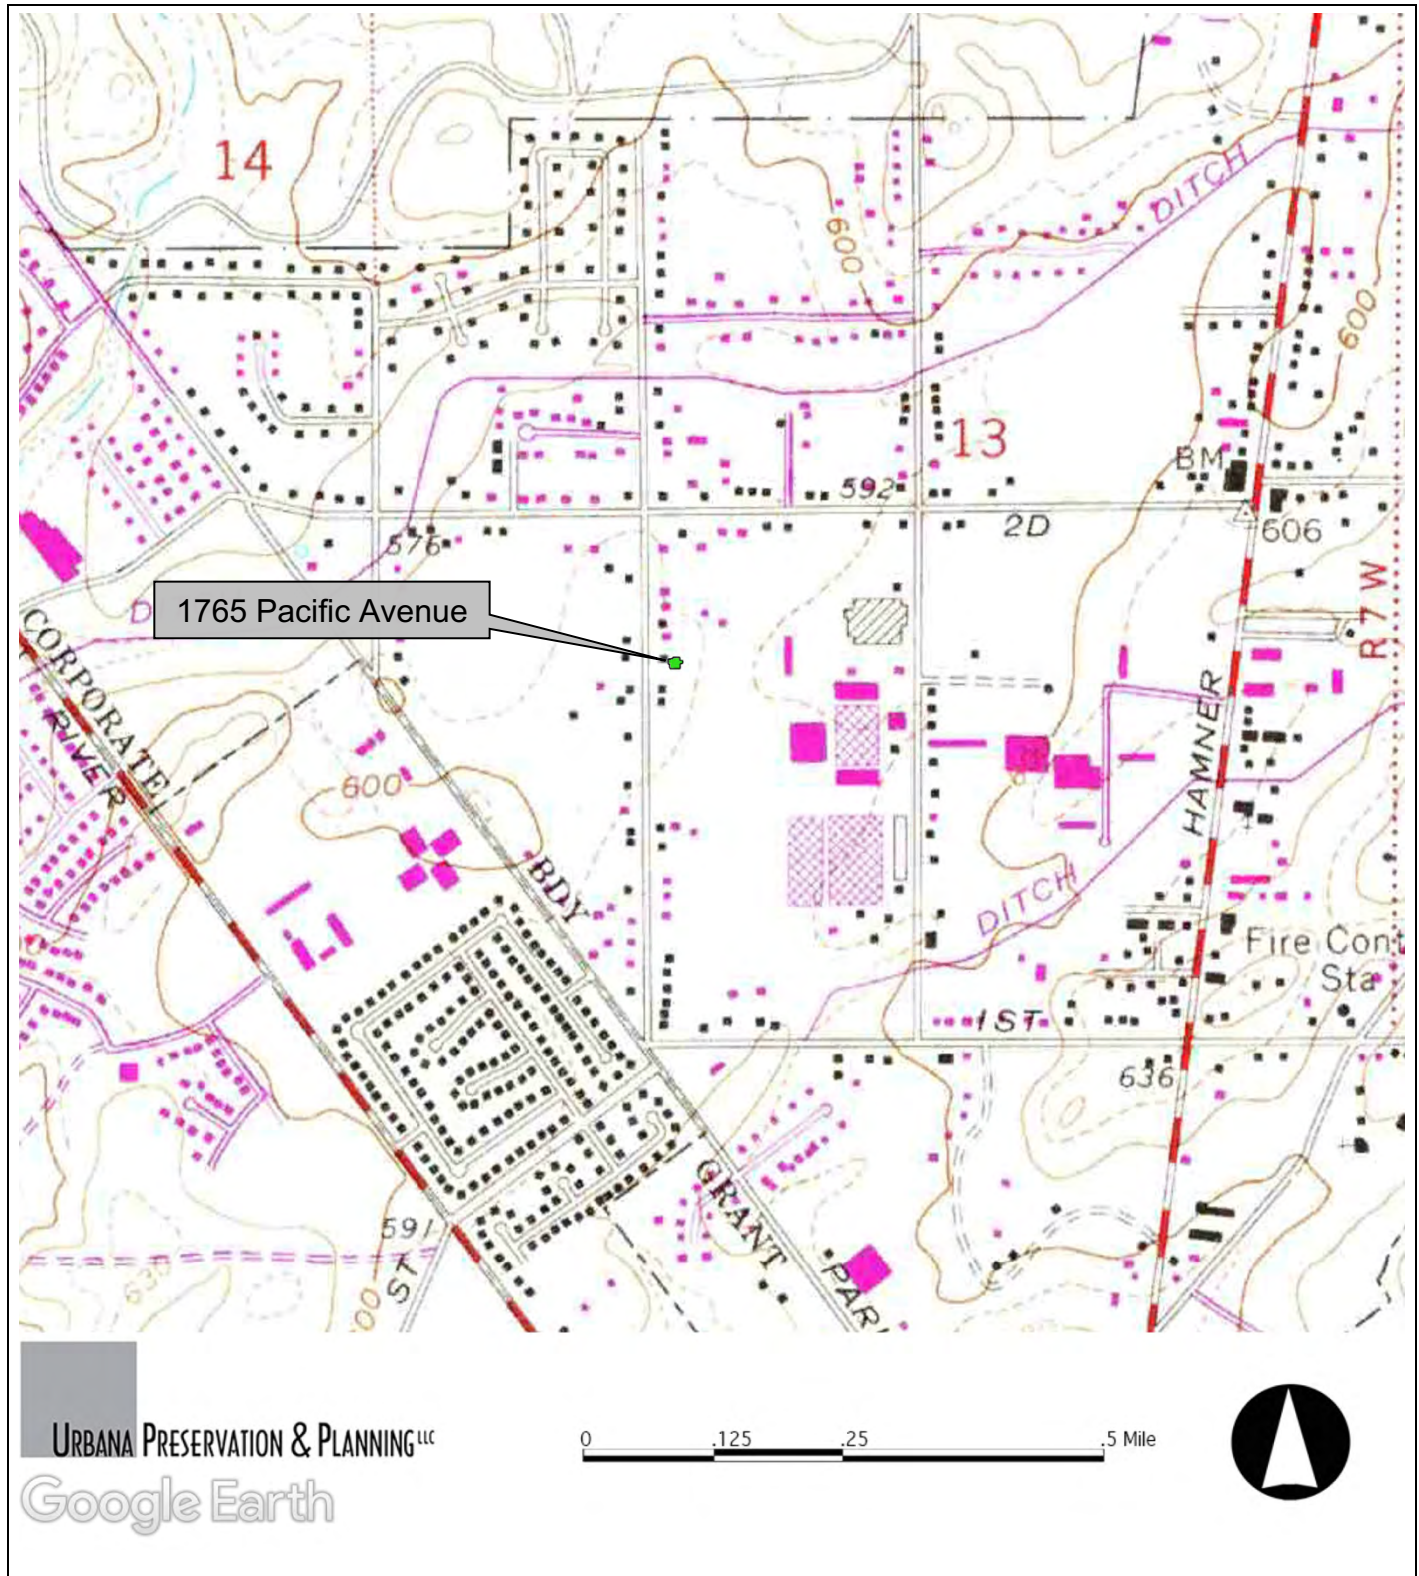 14
DITCH
600
600
13
BM
592
576
2D
606
1765 Pacific Avenue
D
R 7 W
CORPORATE
RIVER
HAMNER
600
BDY
DITCH
Fire Cont
Sta
1ST
636
GRANT
591
ST
PAR
URBANA PRESERVATION & PLANNING LLC
0 .125 .25 .5 Mile
Google Earth